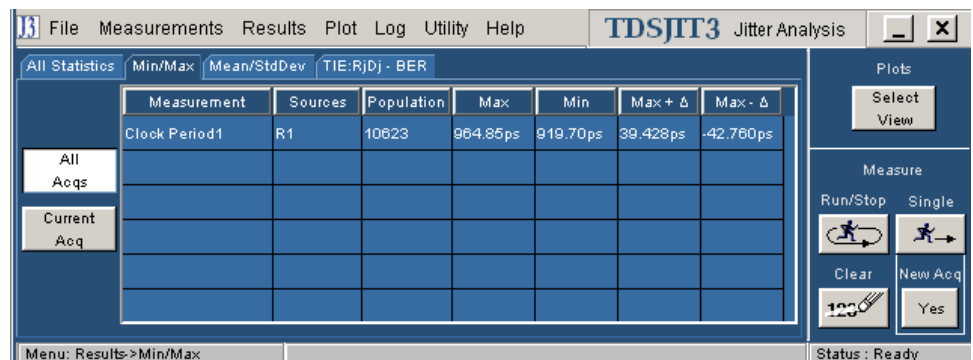 J3 File Measurements Results Plot Log Utility Help TDSJIT3 Jitter Analysis
All Statistics Min/Max Mean/StdDev TIE:RjDj - BER
Measurement Sources Population Max Min Max + Δ Max - Δ
Clock Period1 R1 10623 964.85ps 919.70ps 39.428ps -42.760ps
All
Acqs
Current
Acq
Plots
Select
View
Measure
Run/Stop Single
Clear New Acq
123 Yes
Menu: Results->Min/Max Status : Ready